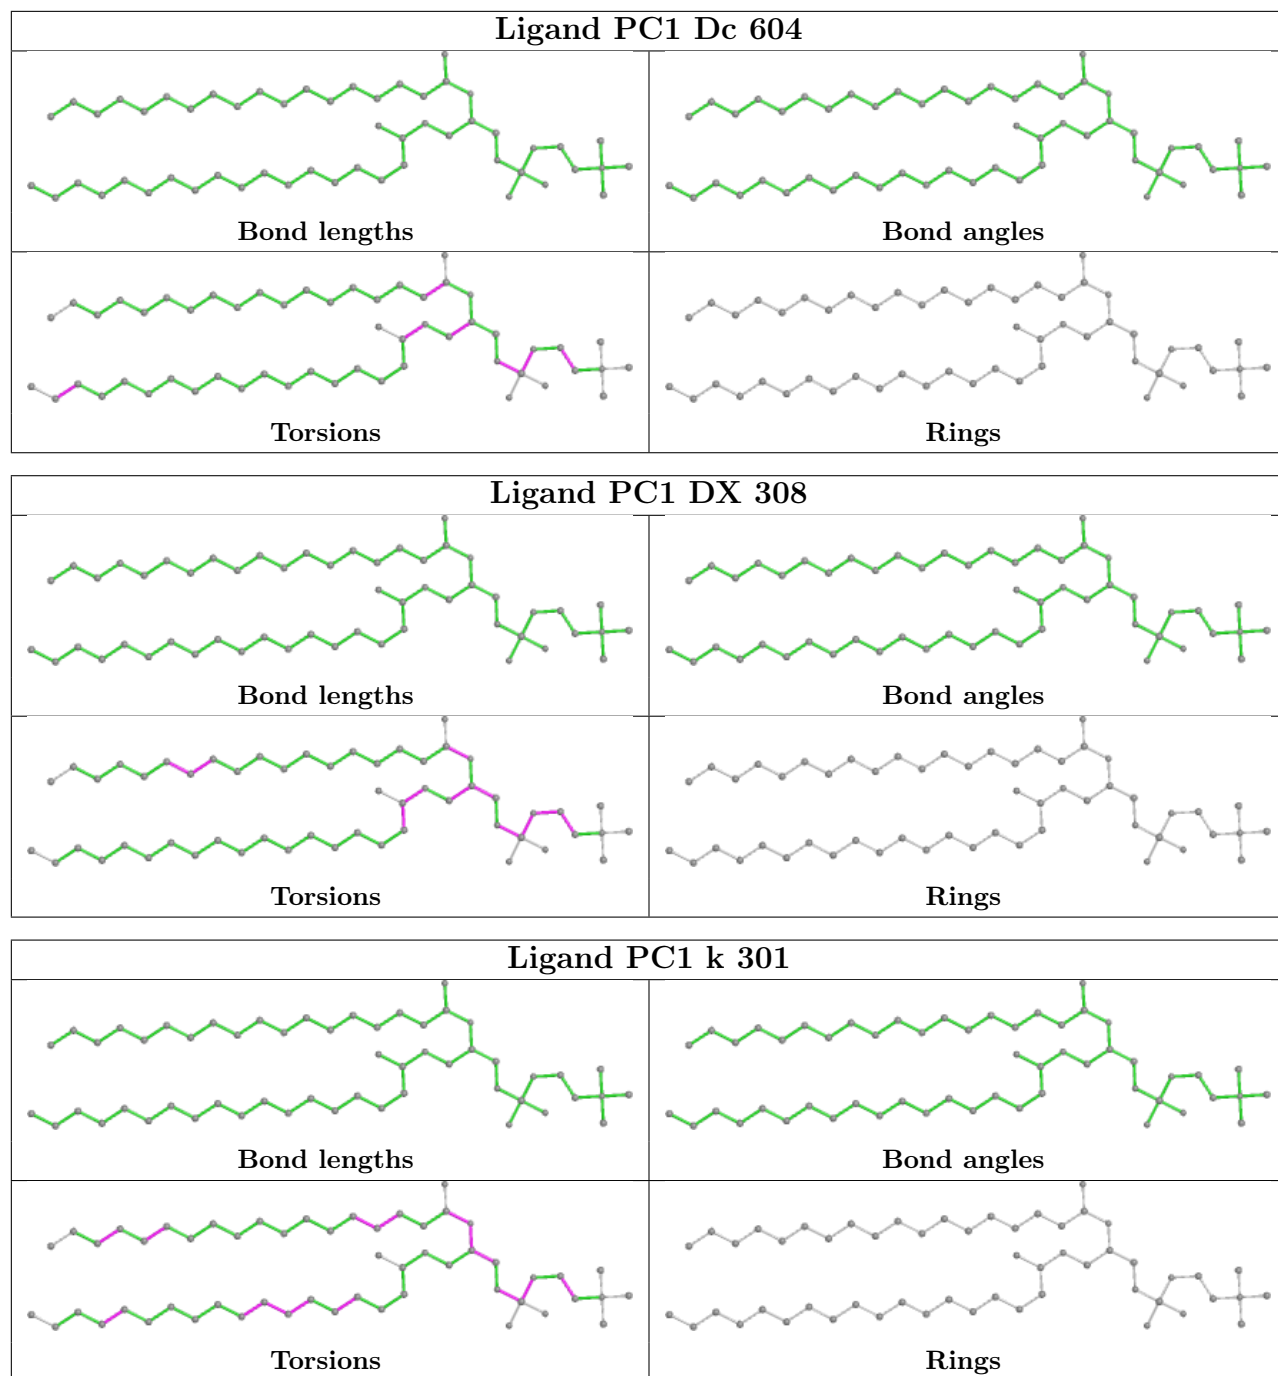 Ligand PC1 Dc 604
Bond lengths
Bond angles
Torsions
Rings
Ligand PC1 DX 308
Bond lengths
Bond angles
Torsions
Rings
Ligand PC1 k 301
Bond lengths
Bond angles
Torsions
Rings